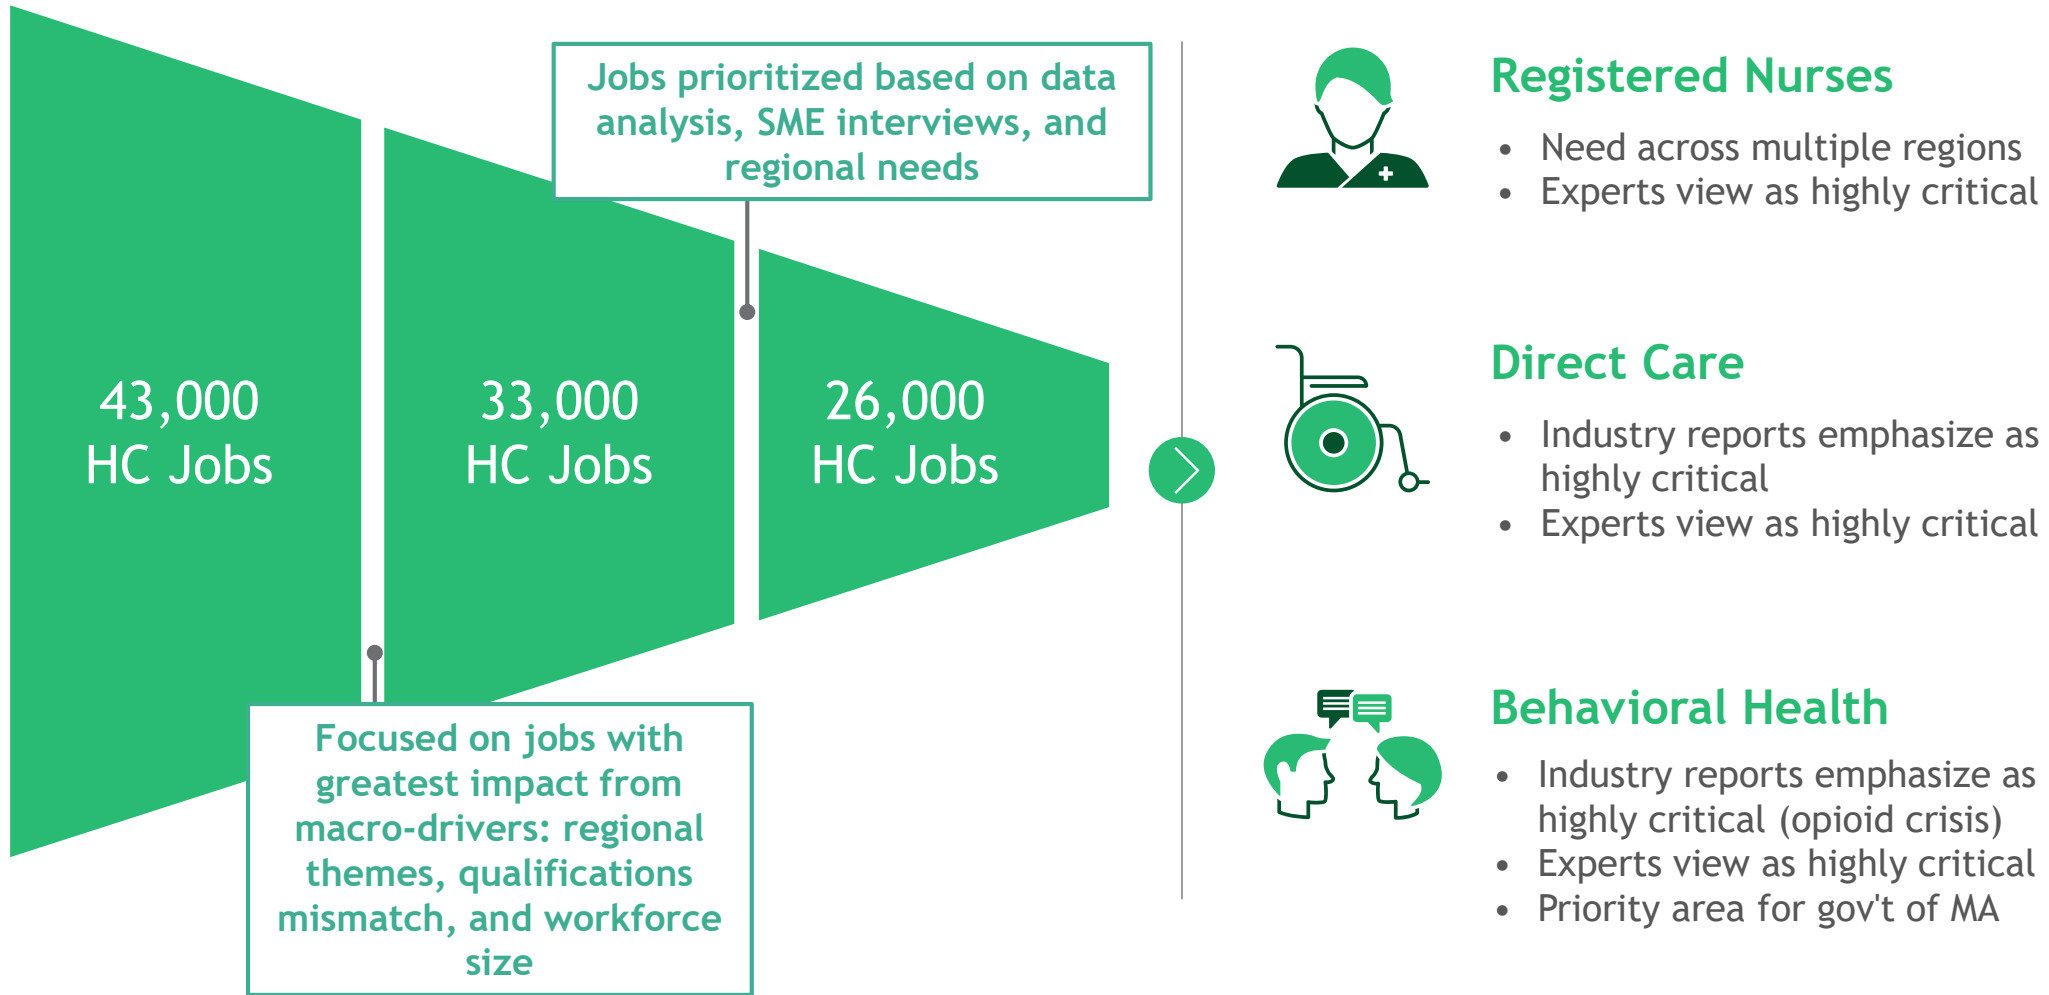 Jobs prioritized based on data
analysis, SME interviews, and
regional needs
43,000
HC Jobs
33,000
HC Jobs
26,000
HC Jobs
Focused on jobs with
greatest impact from
macro-drivers: regional
themes, qualifications
mismatch, and workforce
size
Registered Nurses
• Need across multiple regions
• Experts view as highly critical
Direct Care
• Industry reports emphasize as
highly critical
• Experts view as highly critical
Behavioral Health
• Industry reports emphasize as
highly critical (opioid crisis)
• Experts view as highly critical
• Priority area for gov't of MA